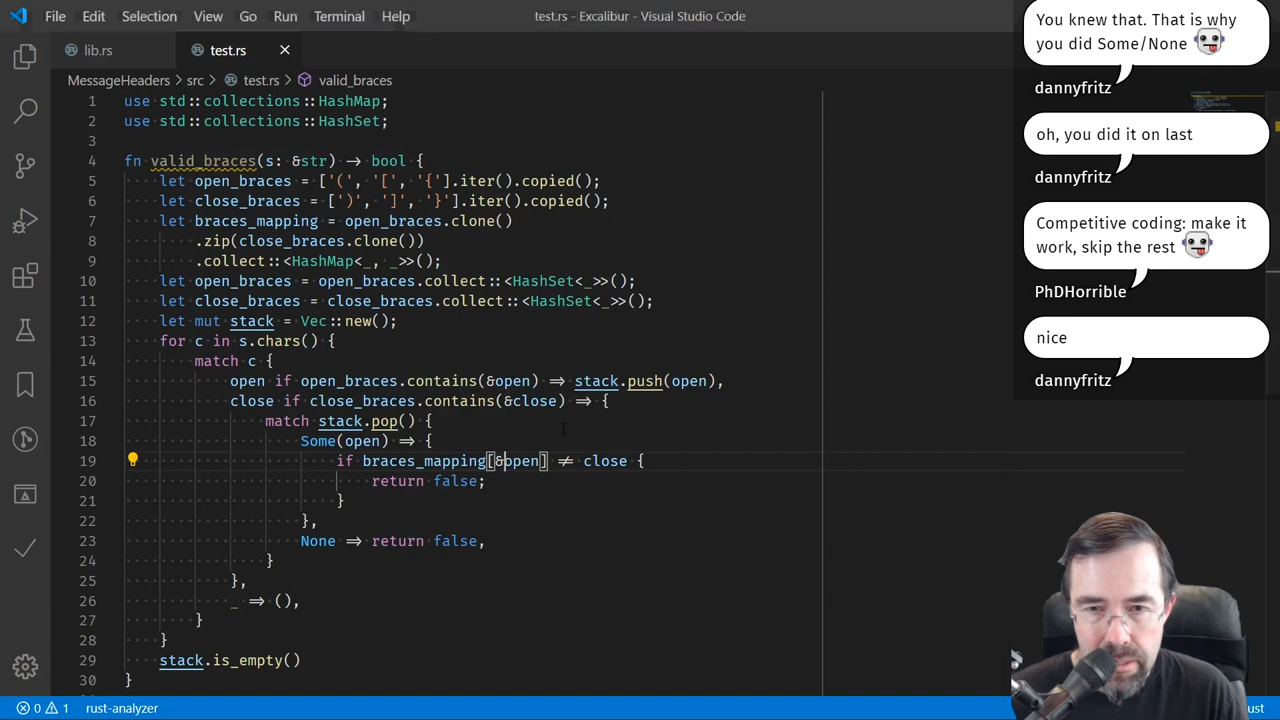 File Edit Selection View Go Run Terminal Help
test.rs - Excalibur - Visual Studio Code
lib.rs
test.rs
MessageHeaders › src › test.rs › valid_braces
1 use std::collections::HashMap;
2 use std::collections::HashSet;
3
4 fn valid_braces(s: &str) → bool {
5 let open_braces = ['(', '[', '{'].iter().copied();
6 let close_braces = [')', ']', '}'].iter().copied();
7 let braces_mapping = open_braces.clone()
8 .zip(close_braces.clone())
9 .collect::<HashMap<_, _>>();
10 let open_braces = open_braces.collect::<HashSet<_>>();
11 let close_braces = close_braces.collect::<HashSet<_>>();
12 let mut stack = Vec::new();
13 for c in s.chars() {
14 match c {
15 open if open_braces.contains(&open) ⇒ stack.push(open),
16 close if close_braces.contains(&close) ⇒ {
17 match stack.pop() {
18 Some(open) ⇒ {
19 if braces_mapping[&open] ≠ close {
20 return false;
21 }
22 },
23 None ⇒ return false,
24 }
25 },
26 _ ⇒ (),
27 }
28 }
29 stack.is_empty()
30 }
0 1 rust-analyzer
You knew that. That is why
you did Some/None
dannyfritz
oh, you did it on last
dannyfritz
Competitive coding: make it
work, skip the rest
PhDHorrible
nice
dannyfritz